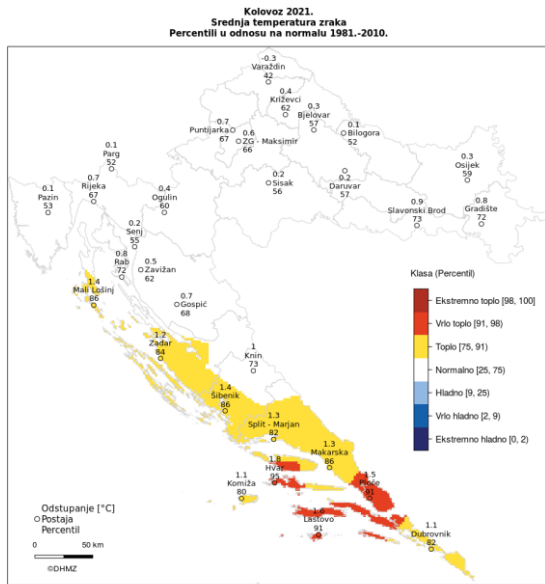 Kolovoz 2021.
Srednja temperatura zraka
Percentili u odnosu na normalu 1981.-2010.
-0.3
Varaždin
42
0.4
Križevci
62
0.3
Bjelovar
57
0.7
Puntijarka
67
0.6
ZG - Maksimir
66
0.1
Bilogora
52
0.1
Parg
52
0.3
Osijek
59
0.1
Pazin
53
0.7
Rijeka
67
0.4
Ogulin
60
0.2
Sisak
56
0.2
Daruvar
57
0.9
Slavonski Brod
73
0.8
Gradište
72
0.2
Senj
55
0.8
Rab
72
0.5
Zavižan
62
1.4
Mali Lošinj
86
0.7
Gospić
68
1.2
Zadar
84
1
Knin
73
1.4
Šibenik
86
1.3
Split - Marjan
82
1.3
Makarska
86
1.8
Hvar
95
1.1
Komiža
80
1.5
Ploče
91
1.6
Lastovo
91
1.1
Dubrovnik
82
Klasa (Percentil)
Ekstremno toplo [98, 100]
Vrlo toplo [91, 98)
Toplo [75, 91)
Normalno [25, 75)
Hladno [9, 25)
Vrlo hladno [2, 9)
Ekstremno hladno [0, 2)
Odstupanje [°C]
Postaja
Percentil
0 50 km
©DHMZ